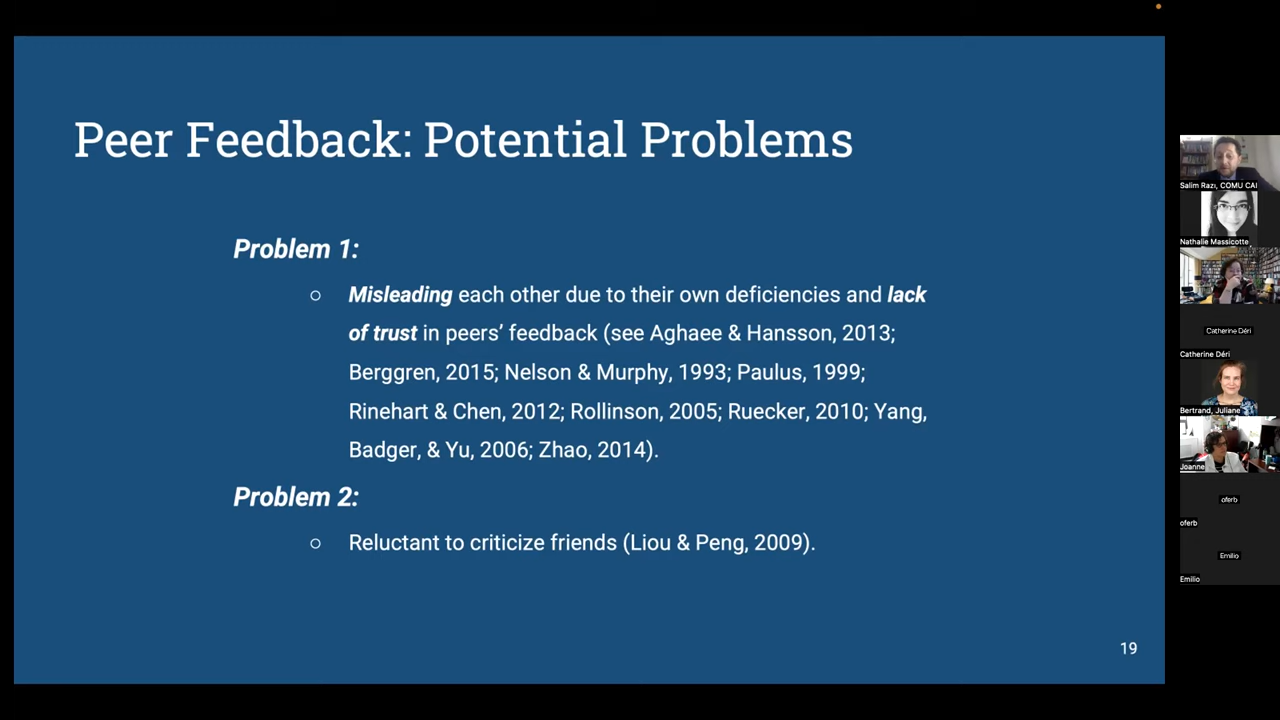 Peer Feedback: Potential Problems
Problem 1:
○ Misleading each other due to their own deficiencies and lack
of trust in peers’ feedback (see Aghaee & Hansson, 2013;
Berggren, 2015; Nelson & Murphy, 1993; Paulus, 1999;
Rinehart & Chen, 2012; Rollinson, 2005; Ruecker, 2010; Yang,
Badger, & Yu, 2006; Zhao, 2014).
Problem 2:
○ Reluctant to criticize friends (Liou & Peng, 2009).
19
Salim Razı, COMU CAI
Nathalie Massicotte
Catherine Déri
Catherine Déri
Bertrand, Juliane
Joanne
oferb
oferb
Emilio
Emilio